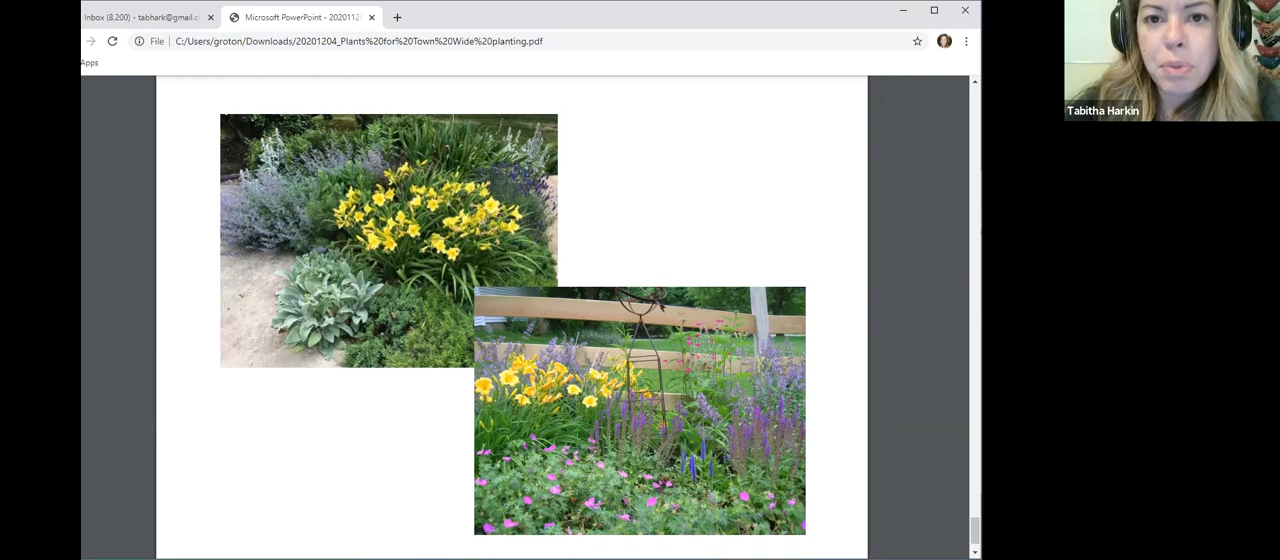 Inbox (8,200) - tabhark@gmail.c
Microsoft PowerPoint - 2020112
File
C:/Users/groton/Downloads/20201204_Plants%20for%20Town%20Wide%20planting.pdf
Apps
Tabitha Harkin